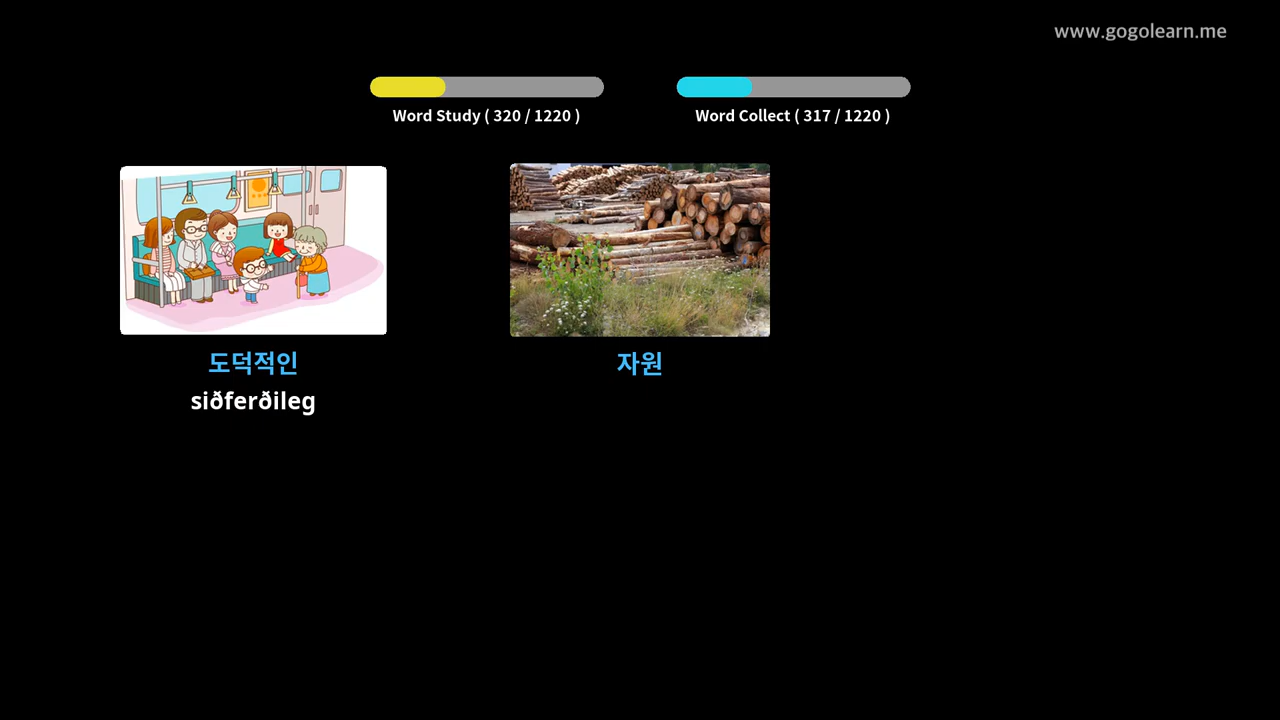 www.gogolearn.me
Word Study ( 320 / 1220 )
Word Collect ( 317 / 1220 )
도덕적인
자원
siðferðileg